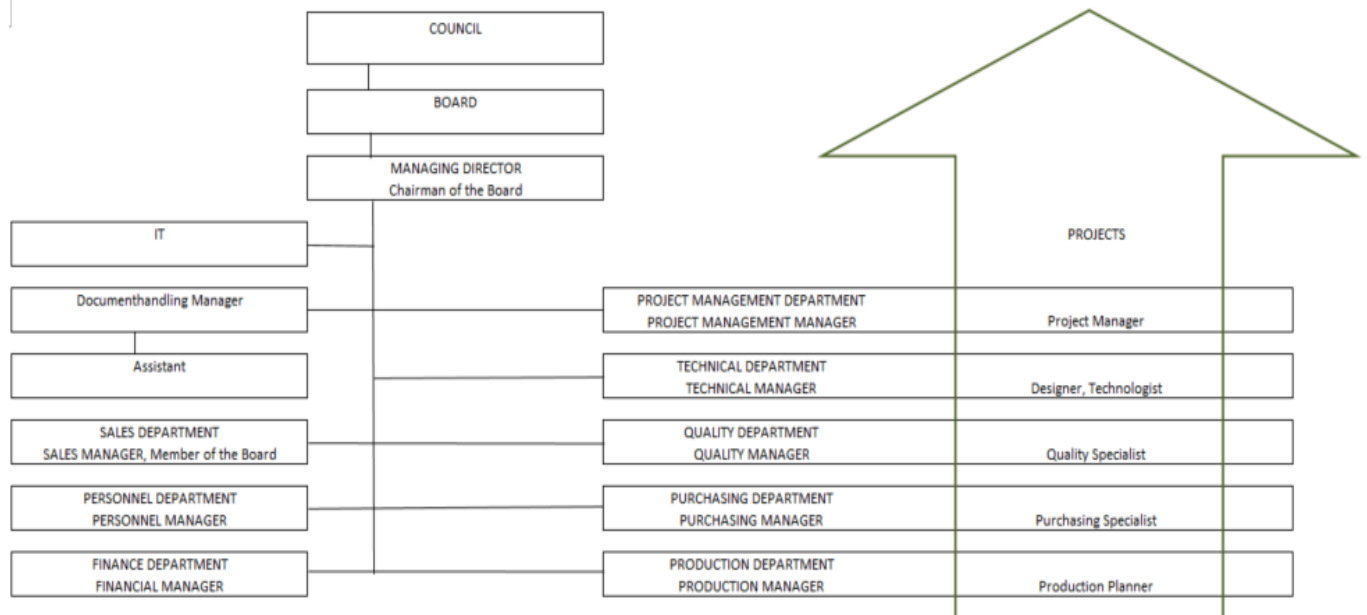 COUNCIL
BOARD
MANAGING DIRECTOR
Chairman of the Board
IT
PROJECTS
Documenthandling Manager
PROJECT MANAGEMENT DEPARTMENT
PROJECT MANAGEMENT MANAGER
Project Manager
Assistant
TECHNICAL DEPARTMENT
TECHNICAL MANAGER
Designer, Technologist
SALES DEPARTMENT
SALES MANAGER, Member of the Board
QUALITY DEPARTMENT
QUALITY MANAGER
Quality Specialist
PERSONNEL DEPARTMENT
PERSONNEL MANAGER
PURCHASING DEPARTMENT
PURCHASING MANAGER
Purchasing Specialist
FINANCE DEPARTMENT
FINANCIAL MANAGER
PRODUCTION DEPARTMENT
PRODUCTION MANAGER
Production Planner